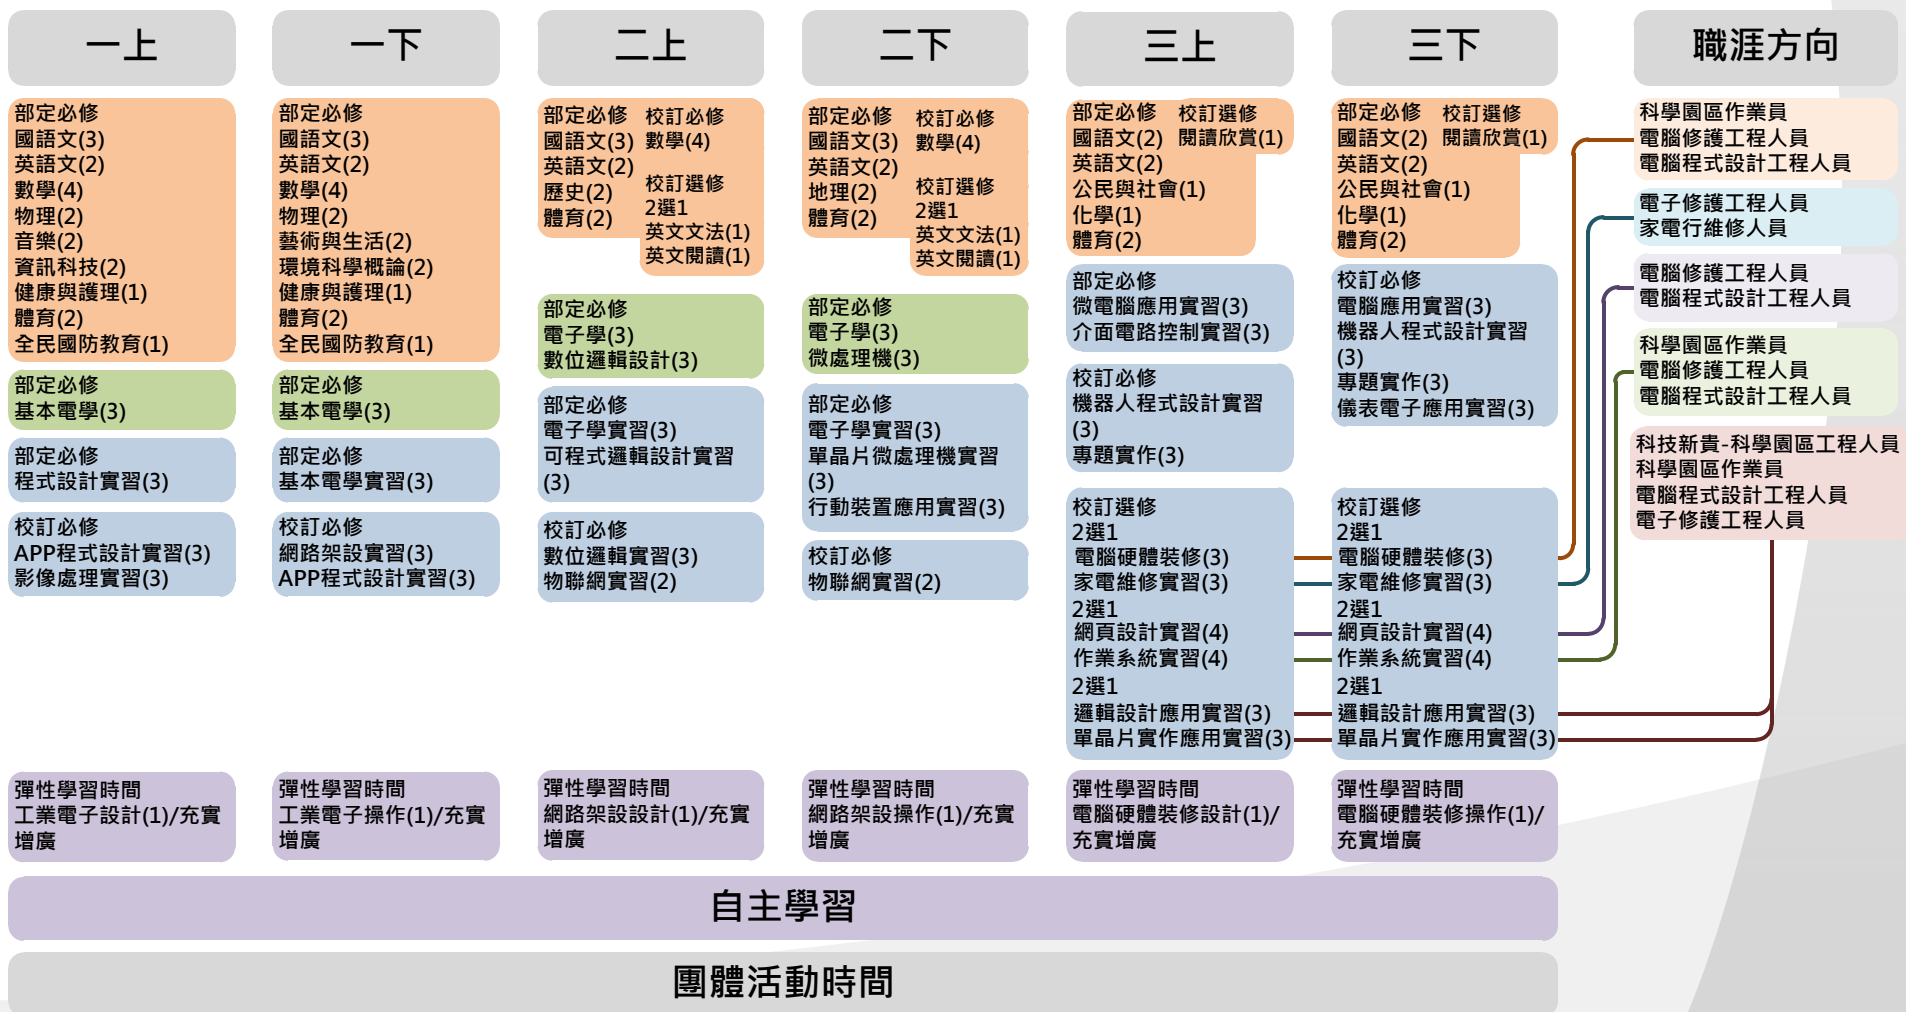 一上
一下
二上
二下
三上
三下
職涯方向
部定必修
國語文(3)
英語文(2)
數學(4)
物理(2)
音樂(2)
資訊科技(2)
健康與護理(1)
體育(2)
全民國防教育(1)
部定必修
基本電學(3)
部定必修
程式設計實習(3)
校訂必修
APP程式設計實習(3)
影像處理實習(3)
部定必修
國語文(3)
英語文(2)
數學(4)
物理(2)
藝術與生活(2)
環境科學概論(2)
健康與護理(1)
體育(2)
全民國防教育(1)
部定必修
基本電學(3)
部定必修
基本電學實習(3)
校訂必修
網路架設實習(3)
APP程式設計實習(3)
部定必修
國語文(3)
英語文(2)
歷史(2)
體育(2)
校訂必修
數學(4)
校訂選修
2選1
英文文法(1)
英文閱讀(1)
部定必修
電子學(3)
數位邏輯設計(3)
部定必修
電子學實習(3)
可程式邏輯設計實習
(3)
校訂必修
數位邏輯實習(3)
物聯網實習(2)
部定必修
國語文(3)
英語文(2)
地理(2)
體育(2)
校訂必修
數學(4)
校訂選修
2選1
英文文法(1)
英文閱讀(1)
部定必修
電子學(3)
微處理機(3)
部定必修
電子學實習(3)
單晶片微處理機實習
(3)
行動裝置應用實習(3)
校訂必修
物聯網實習(2)
部定必修
國語文(2)
英語文(2)
公民與社會(1)
化學(1)
體育(2)
校訂選修
閱讀欣賞(1)
部定必修
微電腦應用實習(3)
介面電路控制實習(3)
校訂必修
機器人程式設計實習
(3)
專題實作(3)
校訂選修
2選1
電腦硬體裝修(3)
家電維修實習(3)
2選1
網頁設計實習(4)
作業系統實習(4)
2選1
邏輯設計應用實習(3)
單晶片實作應用實習(3)
部定必修
國語文(2)
英語文(2)
公民與社會(1)
化學(1)
體育(2)
校訂選修
閱讀欣賞(1)
校訂必修
電腦應用實習(3)
機器人程式設計實習
(3)
專題實作(3)
儀表電子應用實習(3)
校訂選修
2選1
電腦硬體裝修(3)
家電維修實習(3)
2選1
網頁設計實習(4)
作業系統實習(4)
2選1
邏輯設計應用實習(3)
單晶片實作應用實習(3)
科學園區作業員
電腦修護工程人員
電腦程式設計工程人員
電子修護工程人員
家電行維修人員
電腦修護工程人員
電腦程式設計工程人員
科學園區作業員
電腦修護工程人員
電腦程式設計工程人員
科技新貴-科學園區工程人員
科學園區作業員
電腦程式設計工程人員
電子修護工程人員
彈性學習時間
工業電子設計(1)/充實
增廣
彈性學習時間
工業電子操作(1)/充實
增廣
彈性學習時間
網路架設設計(1)/充實
增廣
彈性學習時間
網路架設操作(1)/充實
增廣
彈性學習時間
電腦硬體裝修設計(1)/
充實增廣
彈性學習時間
電腦硬體裝修操作(1)/
充實增廣
自主學習
團體活動時間